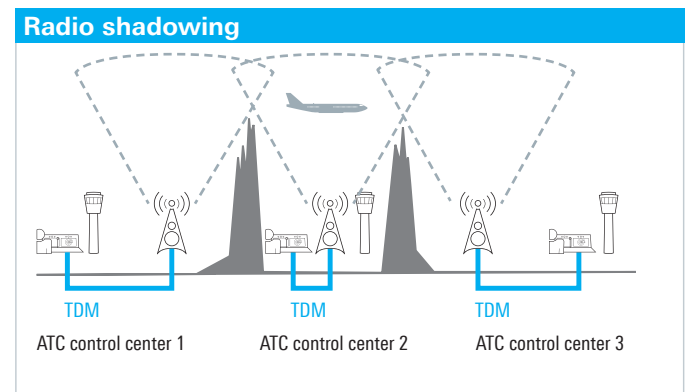 Radio shadowing
TDM
TDM
TDM
ATC control center 1
ATC control center 2
ATC control center 3